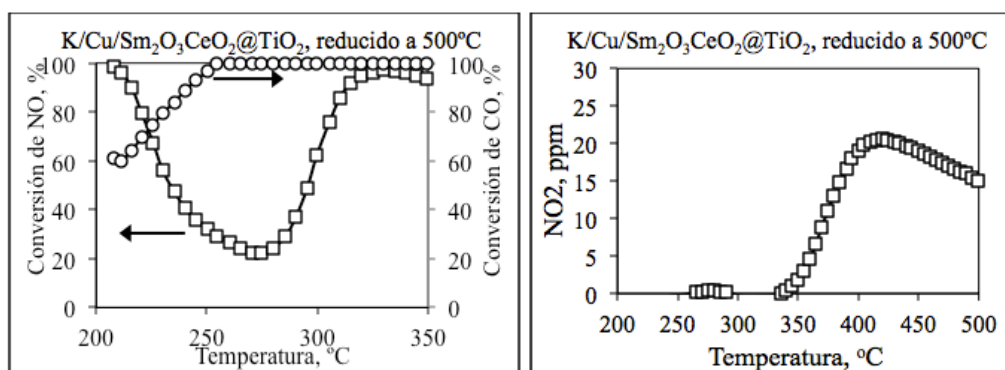 K/Cu/Sm₂O₃CeO₂@TiO₂, reducido a 500ºC
Conversión de NO, %
100
80
60
40
20
0
100
80
60
40
20
0
Conversión de CO, %
200 250 300 350
Temperatura, ºC
K/Cu/Sm₂O₃CeO₂@TiO₂, reducido a 500ºC
NO2, ppm
30
25
20
15
10
5
0
200 250 300 350 400 450 500
Temperatura, ºC